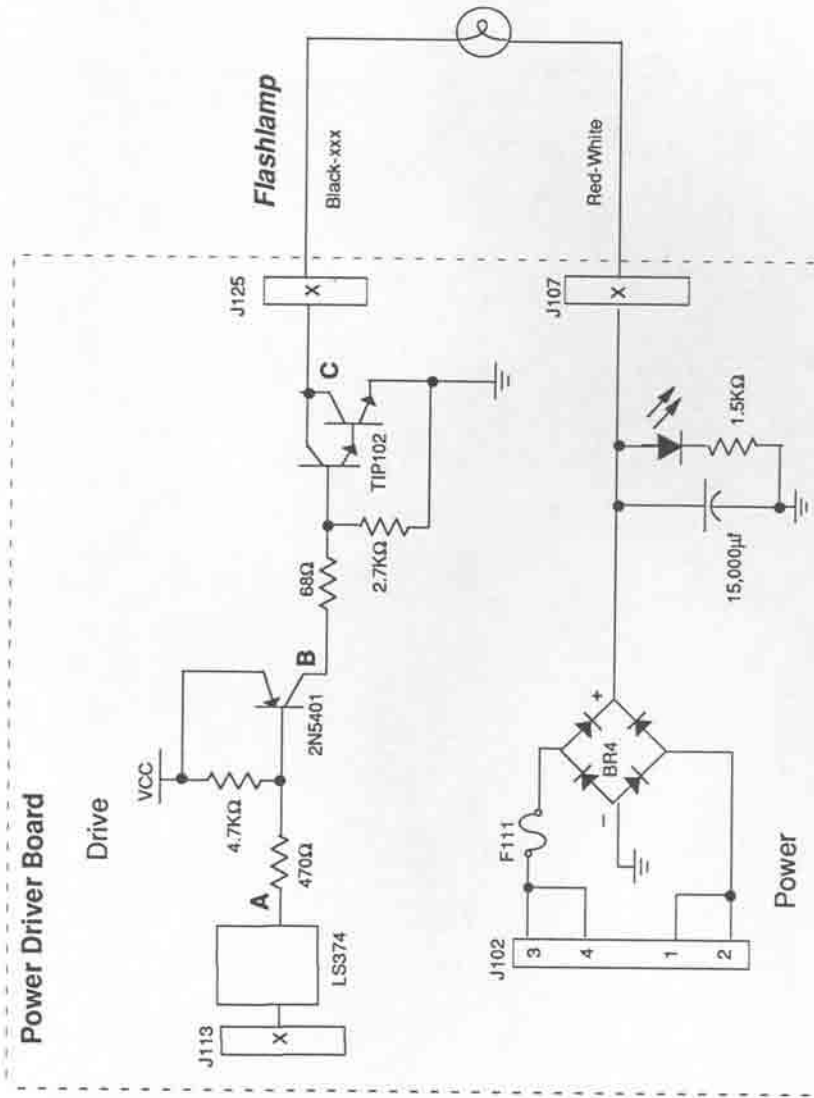 Power Driver Board
Drive
Flashlamp
VCC
4.7KΩ
J113
X
LS374
A
470Ω
2N5401
B
68Ω
2.7KΩ
TIP102
C
J125
X
Black-xxx
J102
3
4
1
2
F111
BR4
+
–
15,000µf
1.5KΩ
J107
X
Red-White
Power